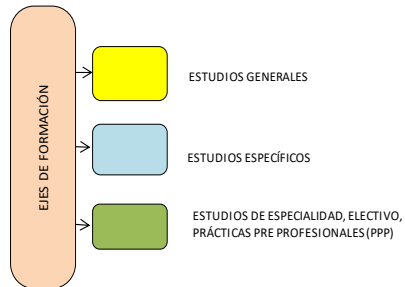 EJES DE FORMACIÓN
ESTUDIOS GENERALES
ESTUDIOS ESPECÍFICOS
ESTUDIOS DE ESPECIALIDAD, ELECTIVO,
PRÁCTICAS PRE PROFESIONALES (PPP)